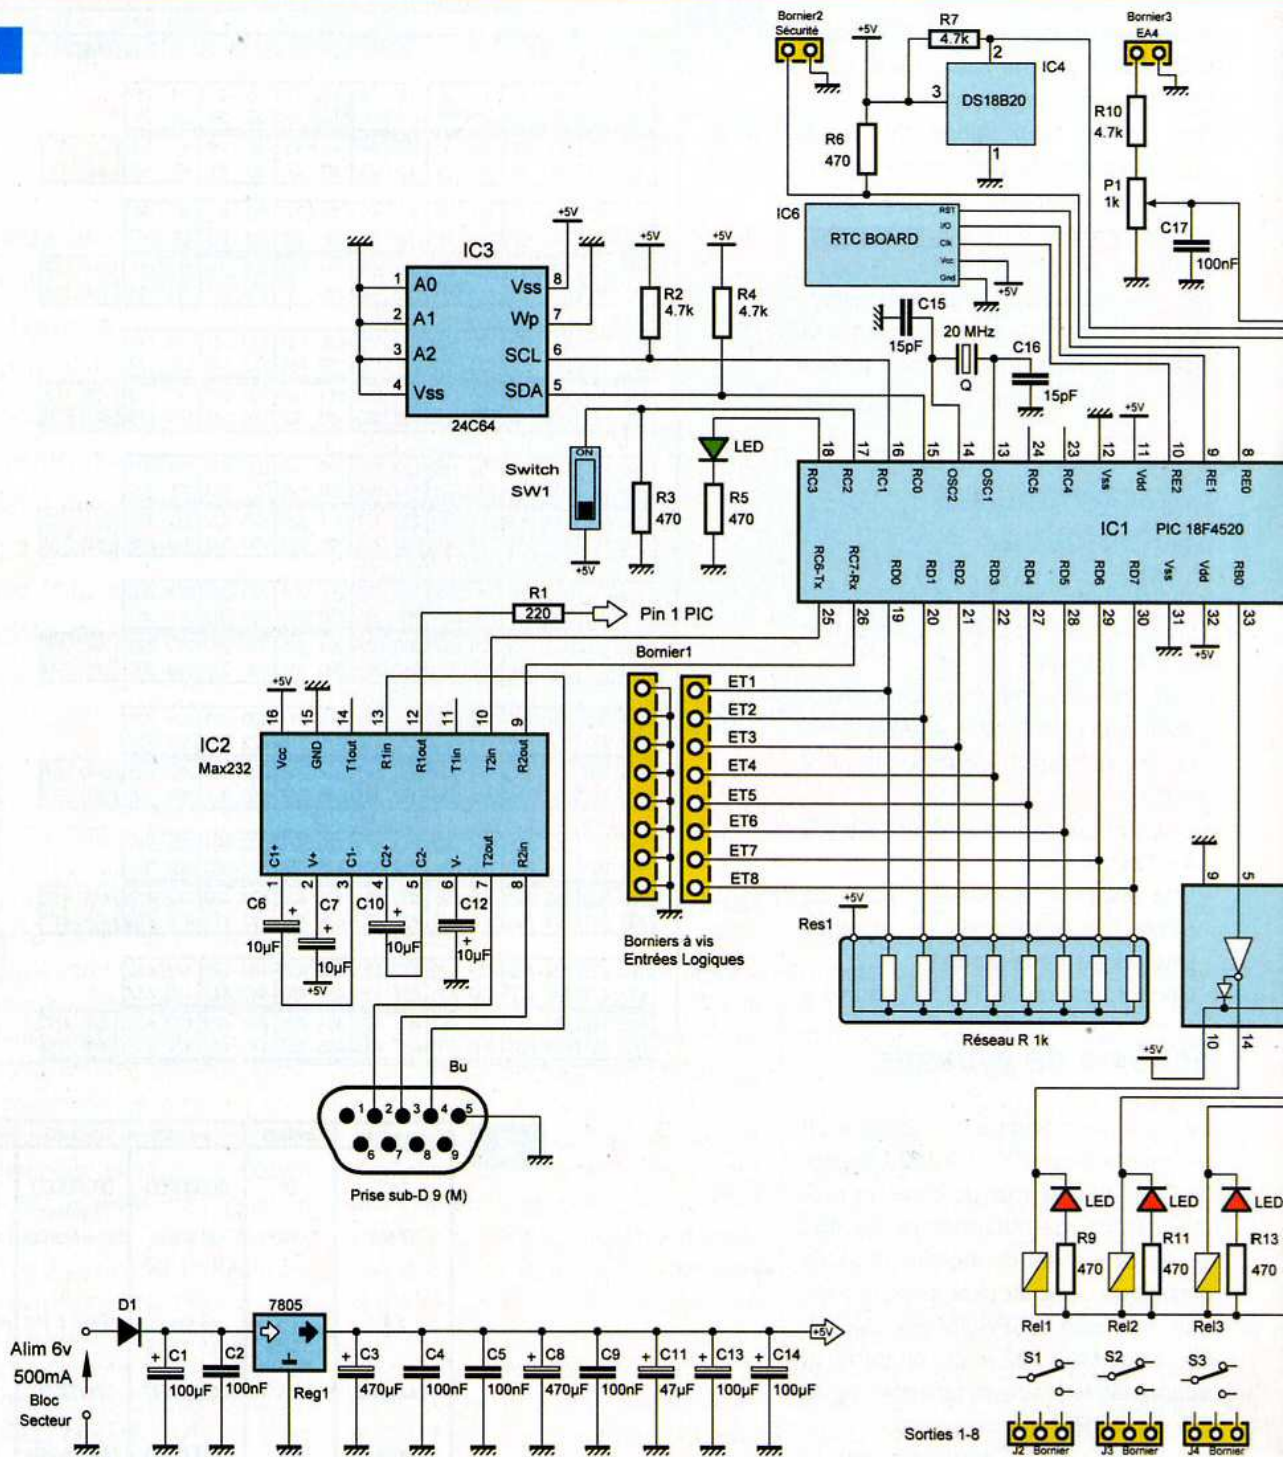 Bornier2
Sécurité
+5V
R7
4.7k
2
IC4
3
DS18B20
1
R6
470
Bornier3
EA4
R10
4.7k
P1
1k
C17
100nF
IC6
RTC BOARD
RST
I/O
Clk
Vcc
Gnd
+5V
IC3
+5V
1 A0 Vss 8
2 A1 Wp 7
3 A2 SCL 6
4 Vss SDA 5
24C64
+5V
R2
4.7k
+5V
R4
4.7k
C15
15pF
20 MHz
Q
C16
15pF
+5V
Switch
SW1
ON
+5V
R3
470
LED
R5
470
18 17 16 15 14 13 24 23 12 11 10 9 8
RC3 RC2 RC1 RC0 OSC2 OSC1 RC5 RC4 Vss Vdd RE2 RE1 RE0
IC1 PIC 18F4520
RC6-Tx RC7-Rx RD0 RD1 RD2 RD3 RD4 RD5 RD6 RD7 Vss Vdd RB0
25 26 19 20 21 22 27 28 29 30 31 32 33
+5V
R1
220
Pin 1 PIC
Bornier1
ET1
ET2
ET3
ET4
ET5
ET6
ET7
ET8
Borniers à vis
Entrées Logiques
IC2
Max232
+5V
16 15 14 13 12 11 10 9
Vcc GND T1out R1in R1out T1in T2in R2out
C1+ V+ C1- C2+ C2- V- T2out R2in
1 2 3 4 5 6 7 8
C6
10µF
+
C7
10µF
+
+5V
C10
10µF
+
C12
10µF
+
+5V
Res1
Réseau R 1k
9 5
10 14
+5V
Bu
1 2 3 4 5
6 7 8 9
Prise sub-D 9 (M)
LED
R9
470
LED
R11
470
LED
R13
470
Rel1 Rel2 Rel3
S1 S2 S3
Sorties 1-8
J2 Bornier
J3 Bornier
J4 Bornier
D1
Alim 6v
500mA
Bloc
Secteur
7805
Reg1
+ C1
100µF
C2
100nF
+ C3
470µF
C4
100nF
C5
100nF
+ C8
470µF
C9
100nF
+ C11
47µF
+ C13
100µF
+ C14
100µF
+5V